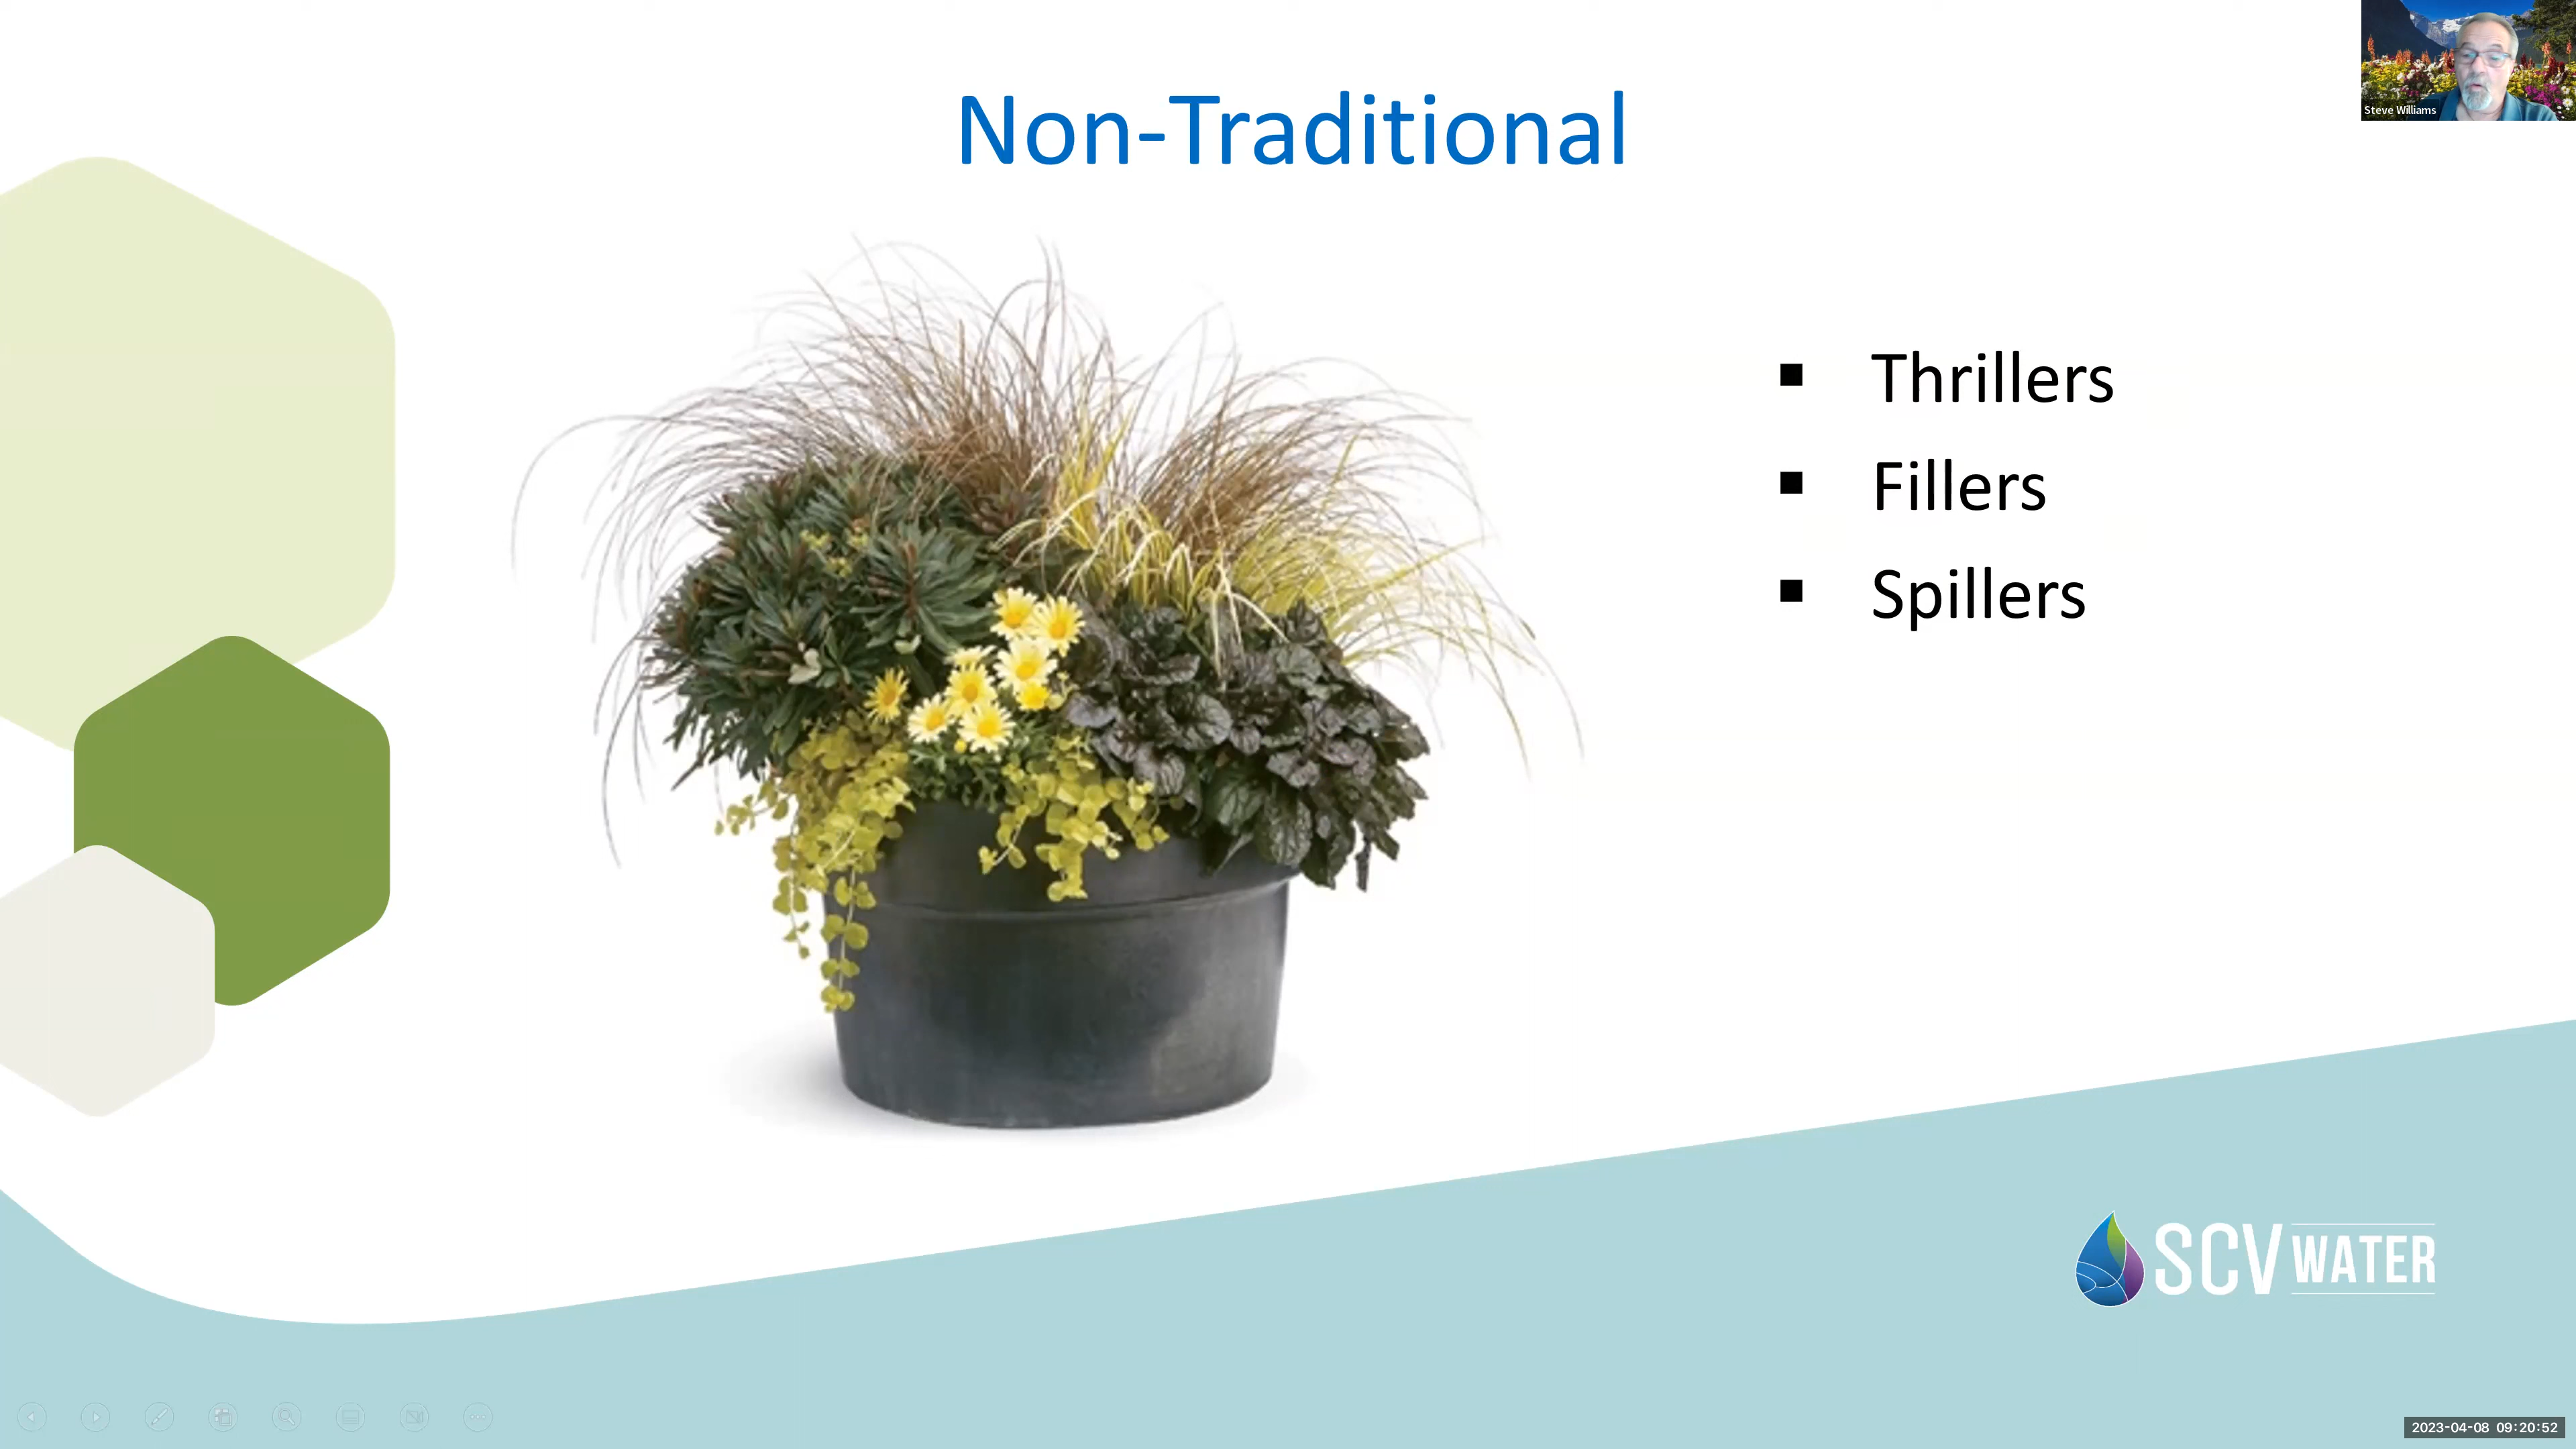 Non-Traditional
Steve Williams
▪ Thrillers
▪ Fillers
▪ Spillers
SCV WATER
2023-04-08 09:20:52